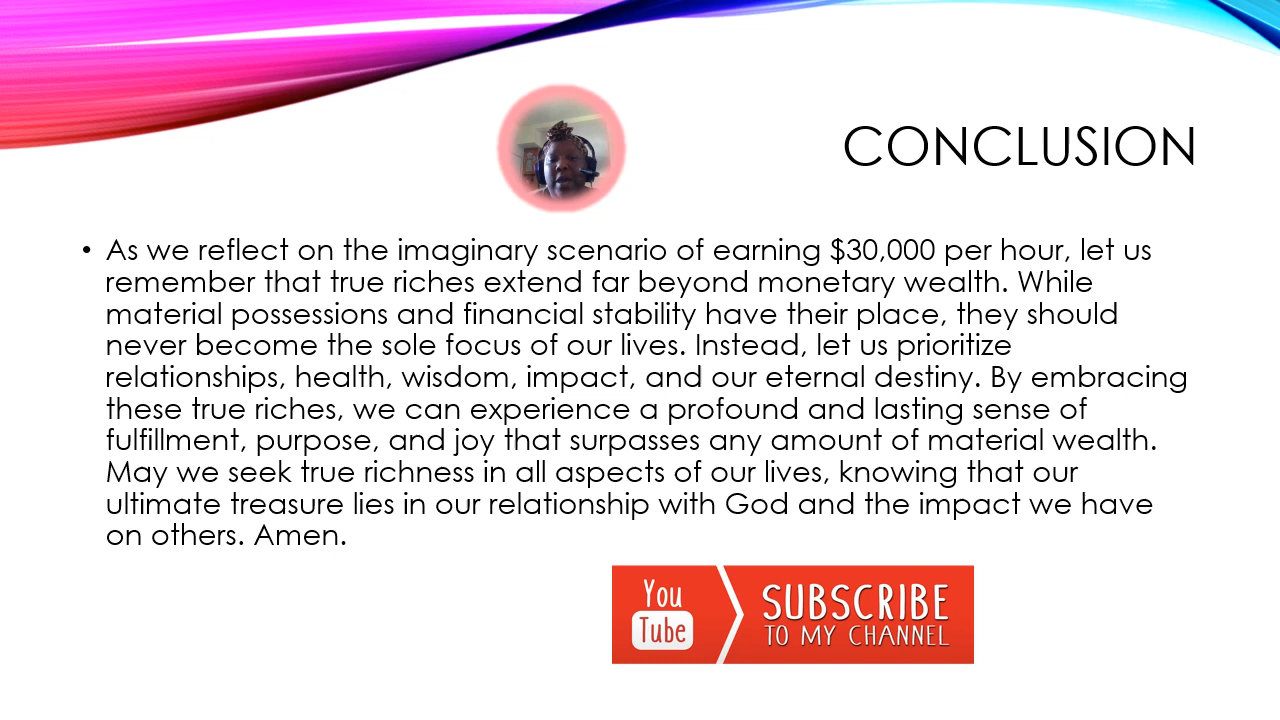 CONCLUSION
• As we reflect on the imaginary scenario of earning $30,000 per hour, let us
remember that true riches extend far beyond monetary wealth. While
material possessions and financial stability have their place, they should
never become the sole focus of our lives. Instead, let us prioritize
relationships, health, wisdom, impact, and our eternal destiny. By embracing
these true riches, we can experience a profound and lasting sense of
fulfillment, purpose, and joy that surpasses any amount of material wealth.
May we seek true richness in all aspects of our lives, knowing that our
ultimate treasure lies in our relationship with God and the impact we have
on others. Amen.
You
Tube
SUBSCRIBE
TO MY CHANNEL